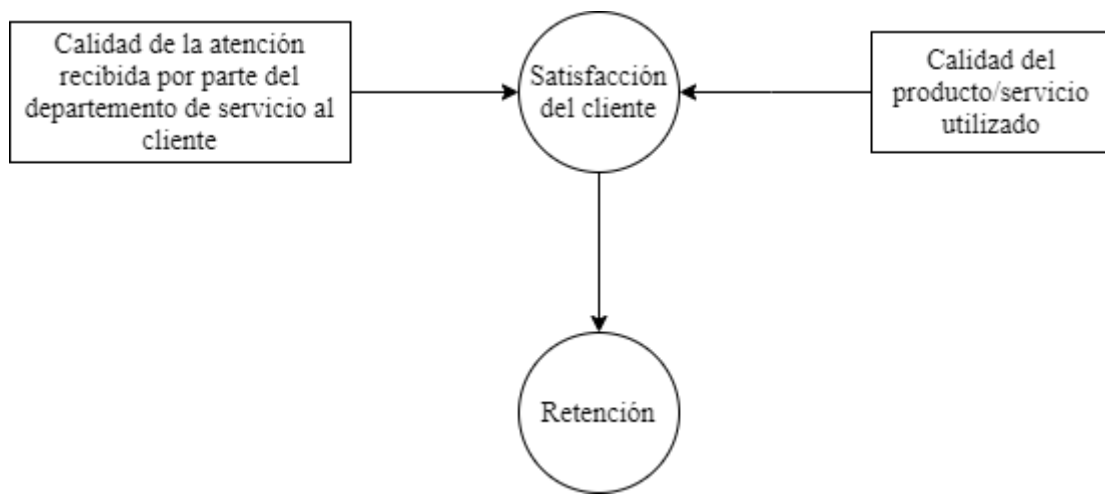 Calidad de la atención
recibida por parte del
departemento de servicio al
cliente
Satisfacción
del cliente
Calidad del
producto/servicio
utilizado
Retención